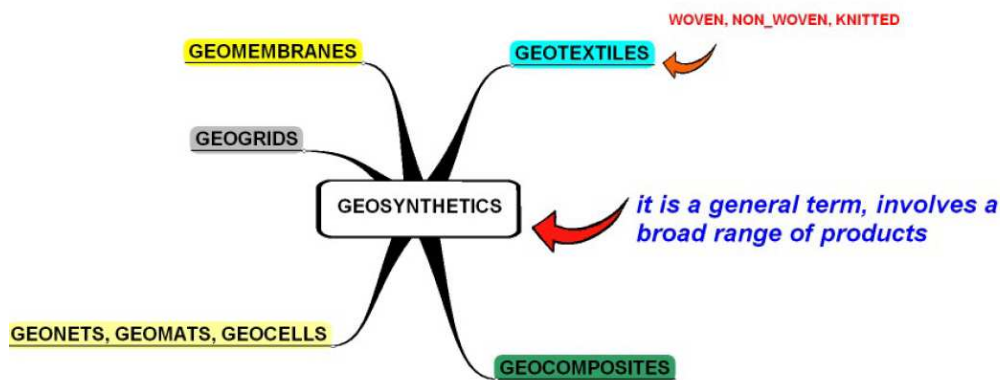 WOVEN, NON_WOVEN, KNITTED
GEOMEMBRANES
GEOTEXTILES
GEOGRIDS
GEOSYNTHETICS
it is a general term, involves a
broad range of products
GEONETS, GEOMATS, GEOCELLS
GEOCOMPOSITES